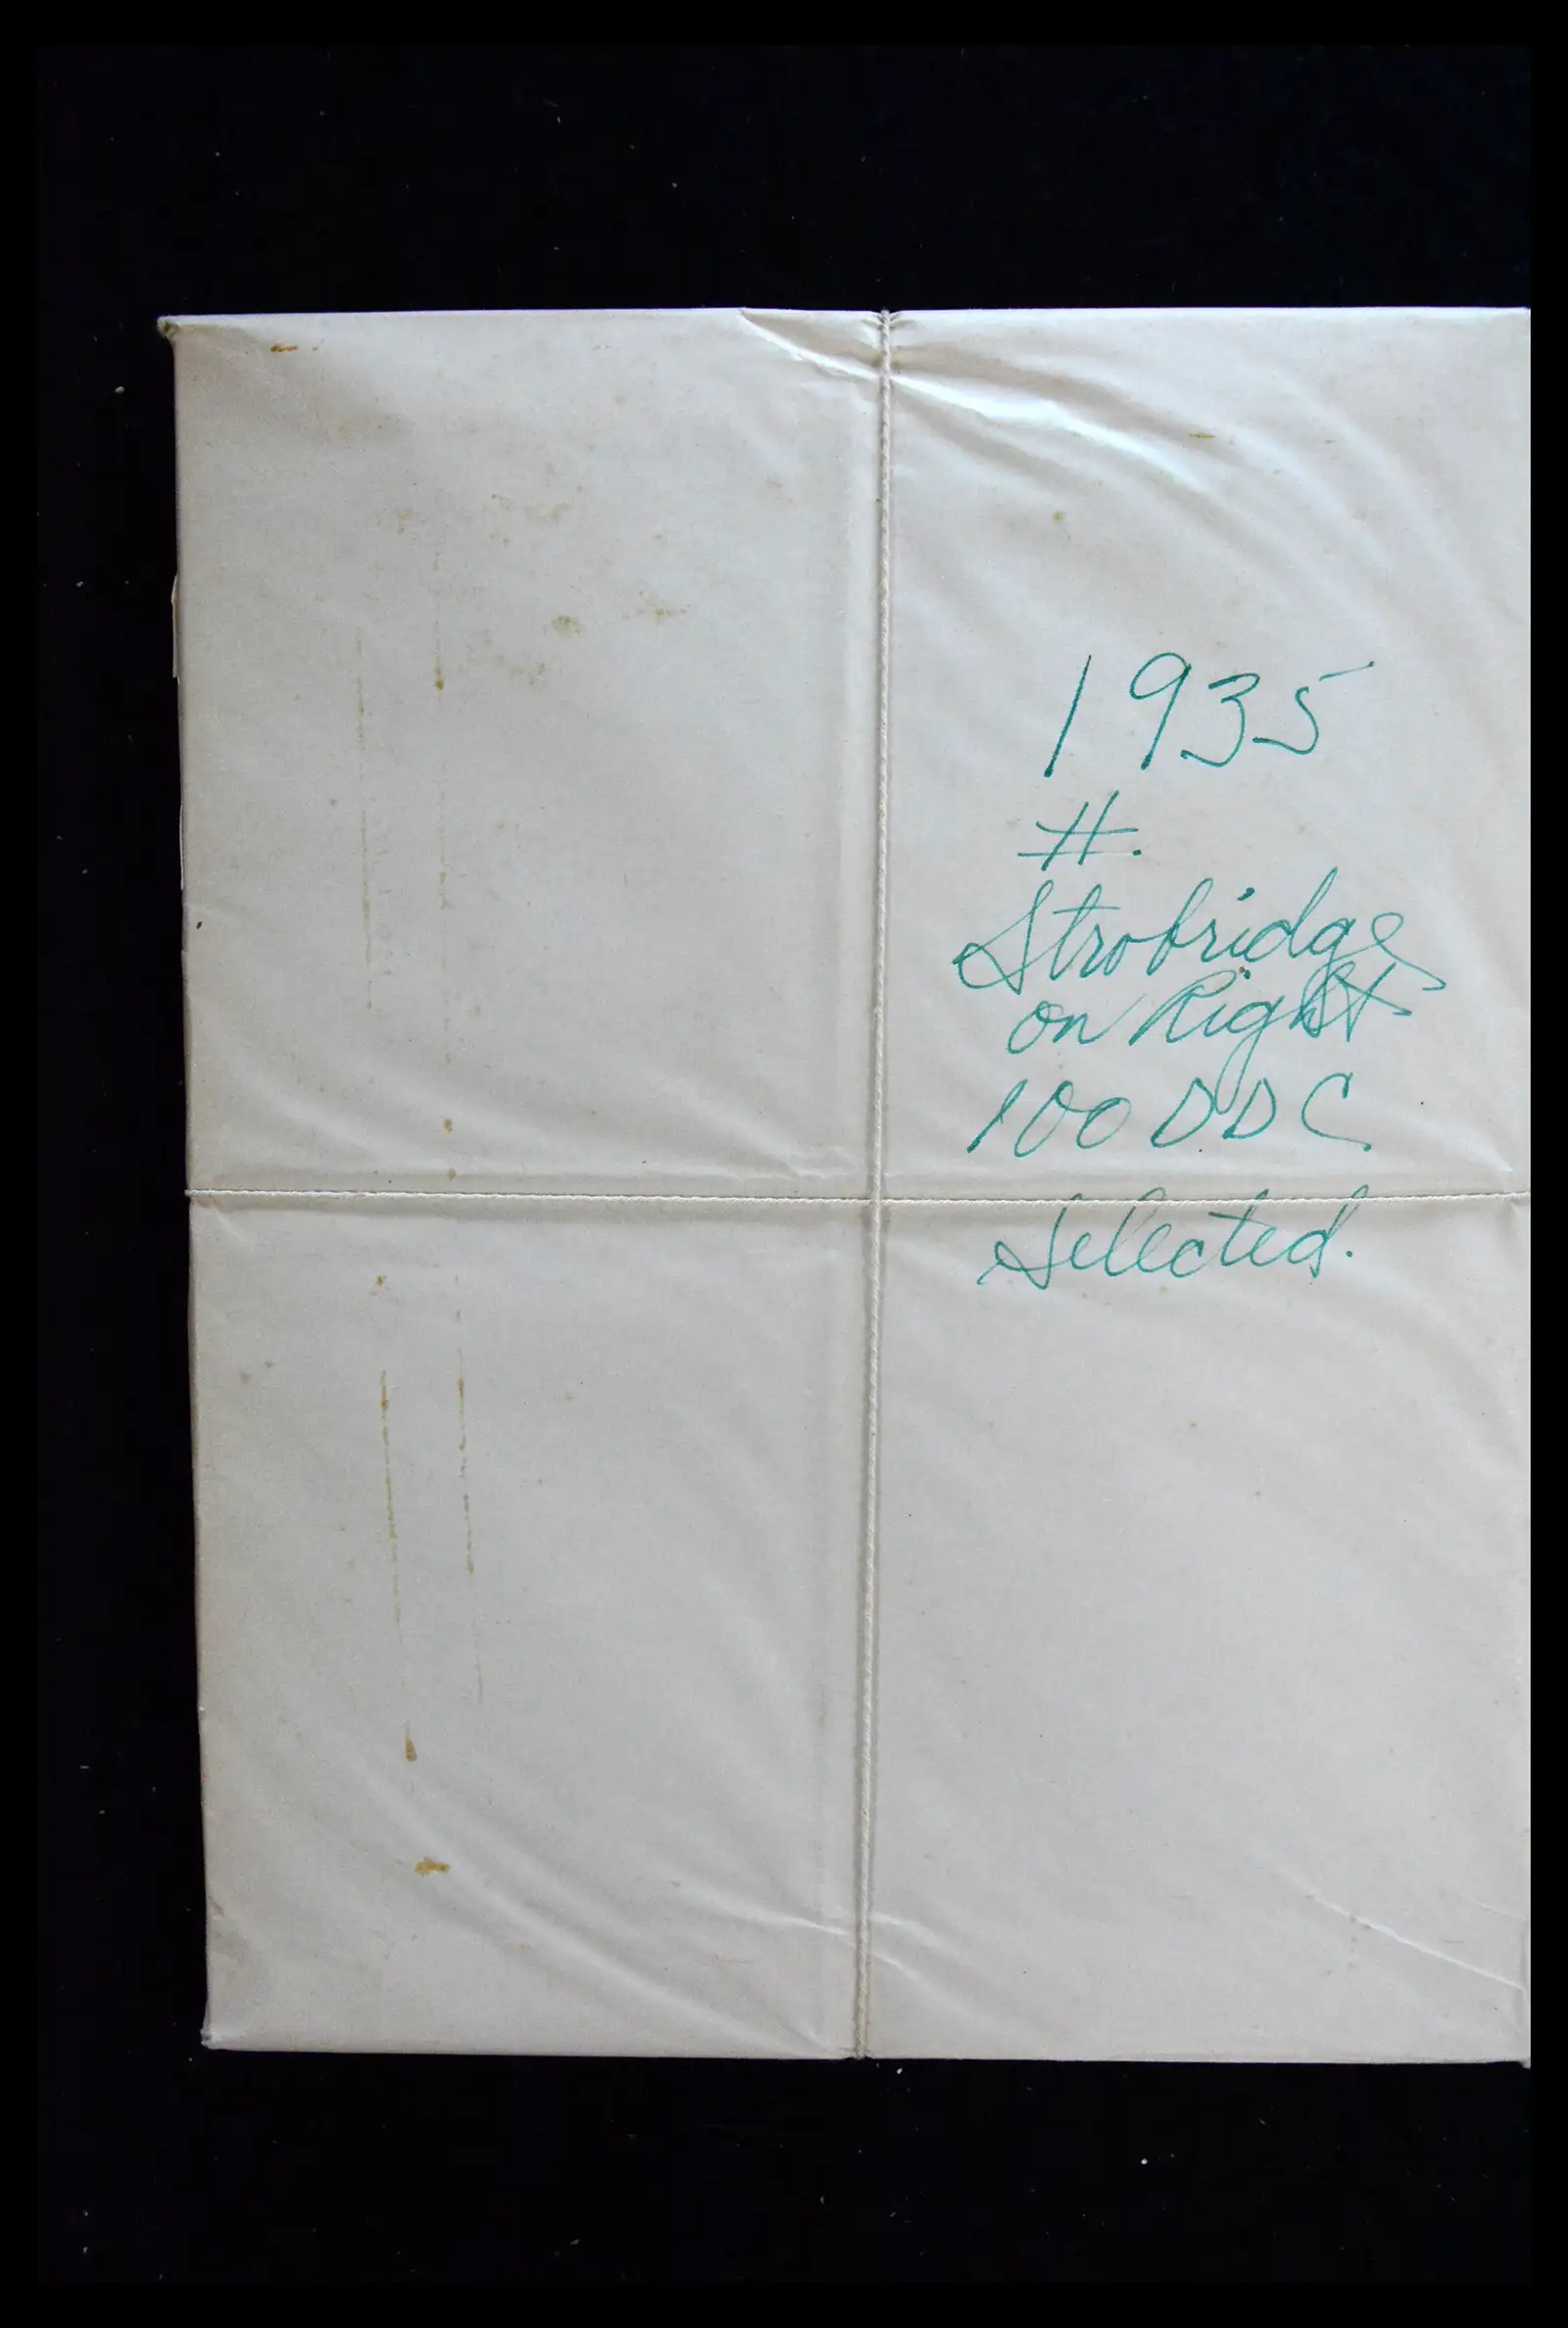 1935
#.
Strobridge
on Right
100 DDC
Selected.